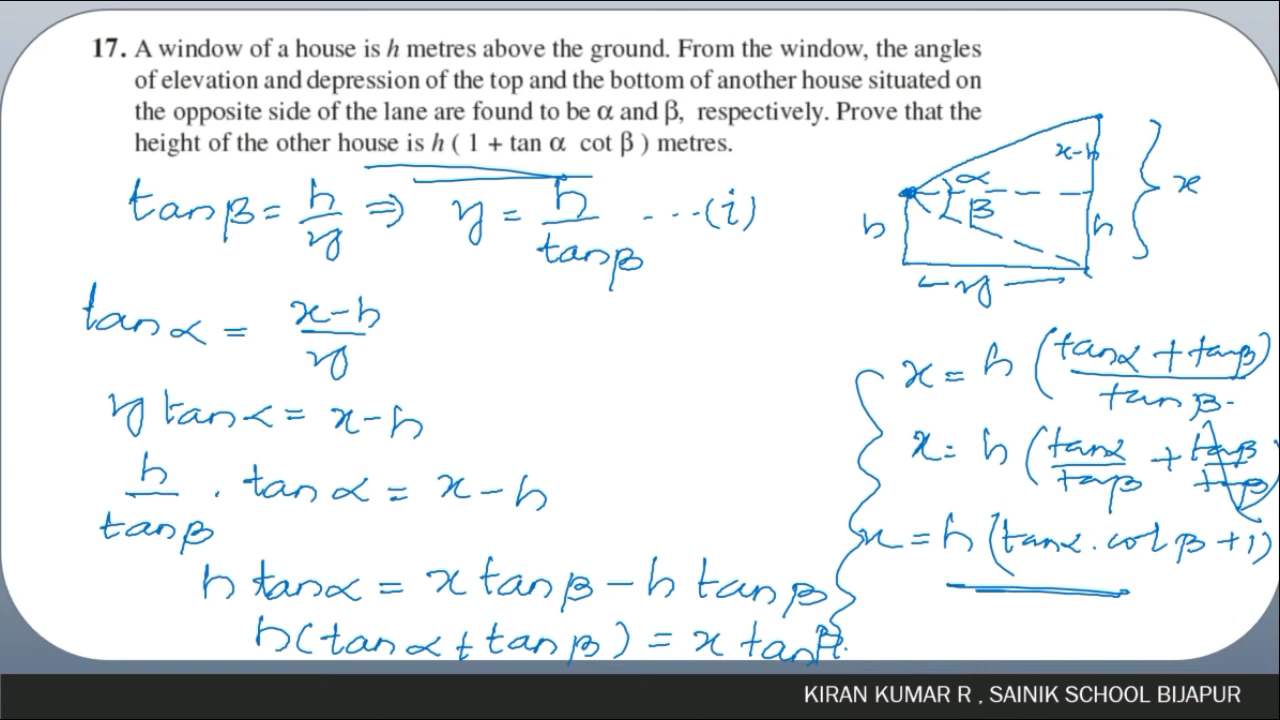 17. A window of a house is h metres above the ground. From the window, the angles
of elevation and depression of the top and the bottom of another house situated on
the opposite side of the lane are found to be α and β, respectively. Prove that the
height of the other house is h ( 1 + tan α cot β ) metres.
tanβ = h/y ⇒ y = h/tanβ ---(i)
tanα = x-h/y
y tanα = x-h
h/tanβ . tanα = x-h
h tanα = x tanβ - h tanβ
h(tanα + tanβ) = x tanβ.
x-h
α
β
h
h
x
y
x = h (tanα + tanβ)/tanβ.
x = h (tanα/tanβ + tanβ/tanβ)
x = h (tanα . cot β + 1)
KIRAN KUMAR R , SAINIK SCHOOL BIJAPUR